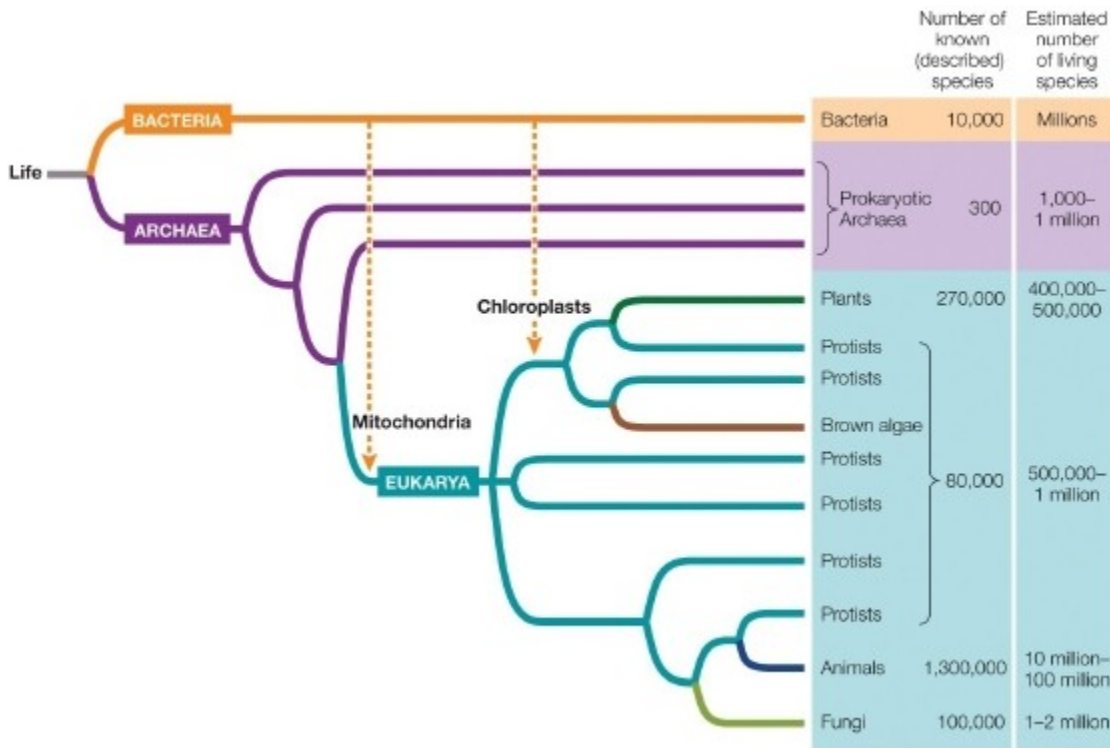 Number of known (described) species
Estimated number of living species
BACTERIA
Bacteria 10,000 Millions
Life
ARCHAEA
Prokaryotic Archaea 300 1,000–1 million
Chloroplasts
Plants 270,000 400,000–500,000
Protists
Protists
Mitochondria
Brown algae
Protists
EUKARYA
80,000 500,000–1 million
Protists
Protists
Protists
Animals 1,300,000 10 million–100 million
Fungi 100,000 1–2 million